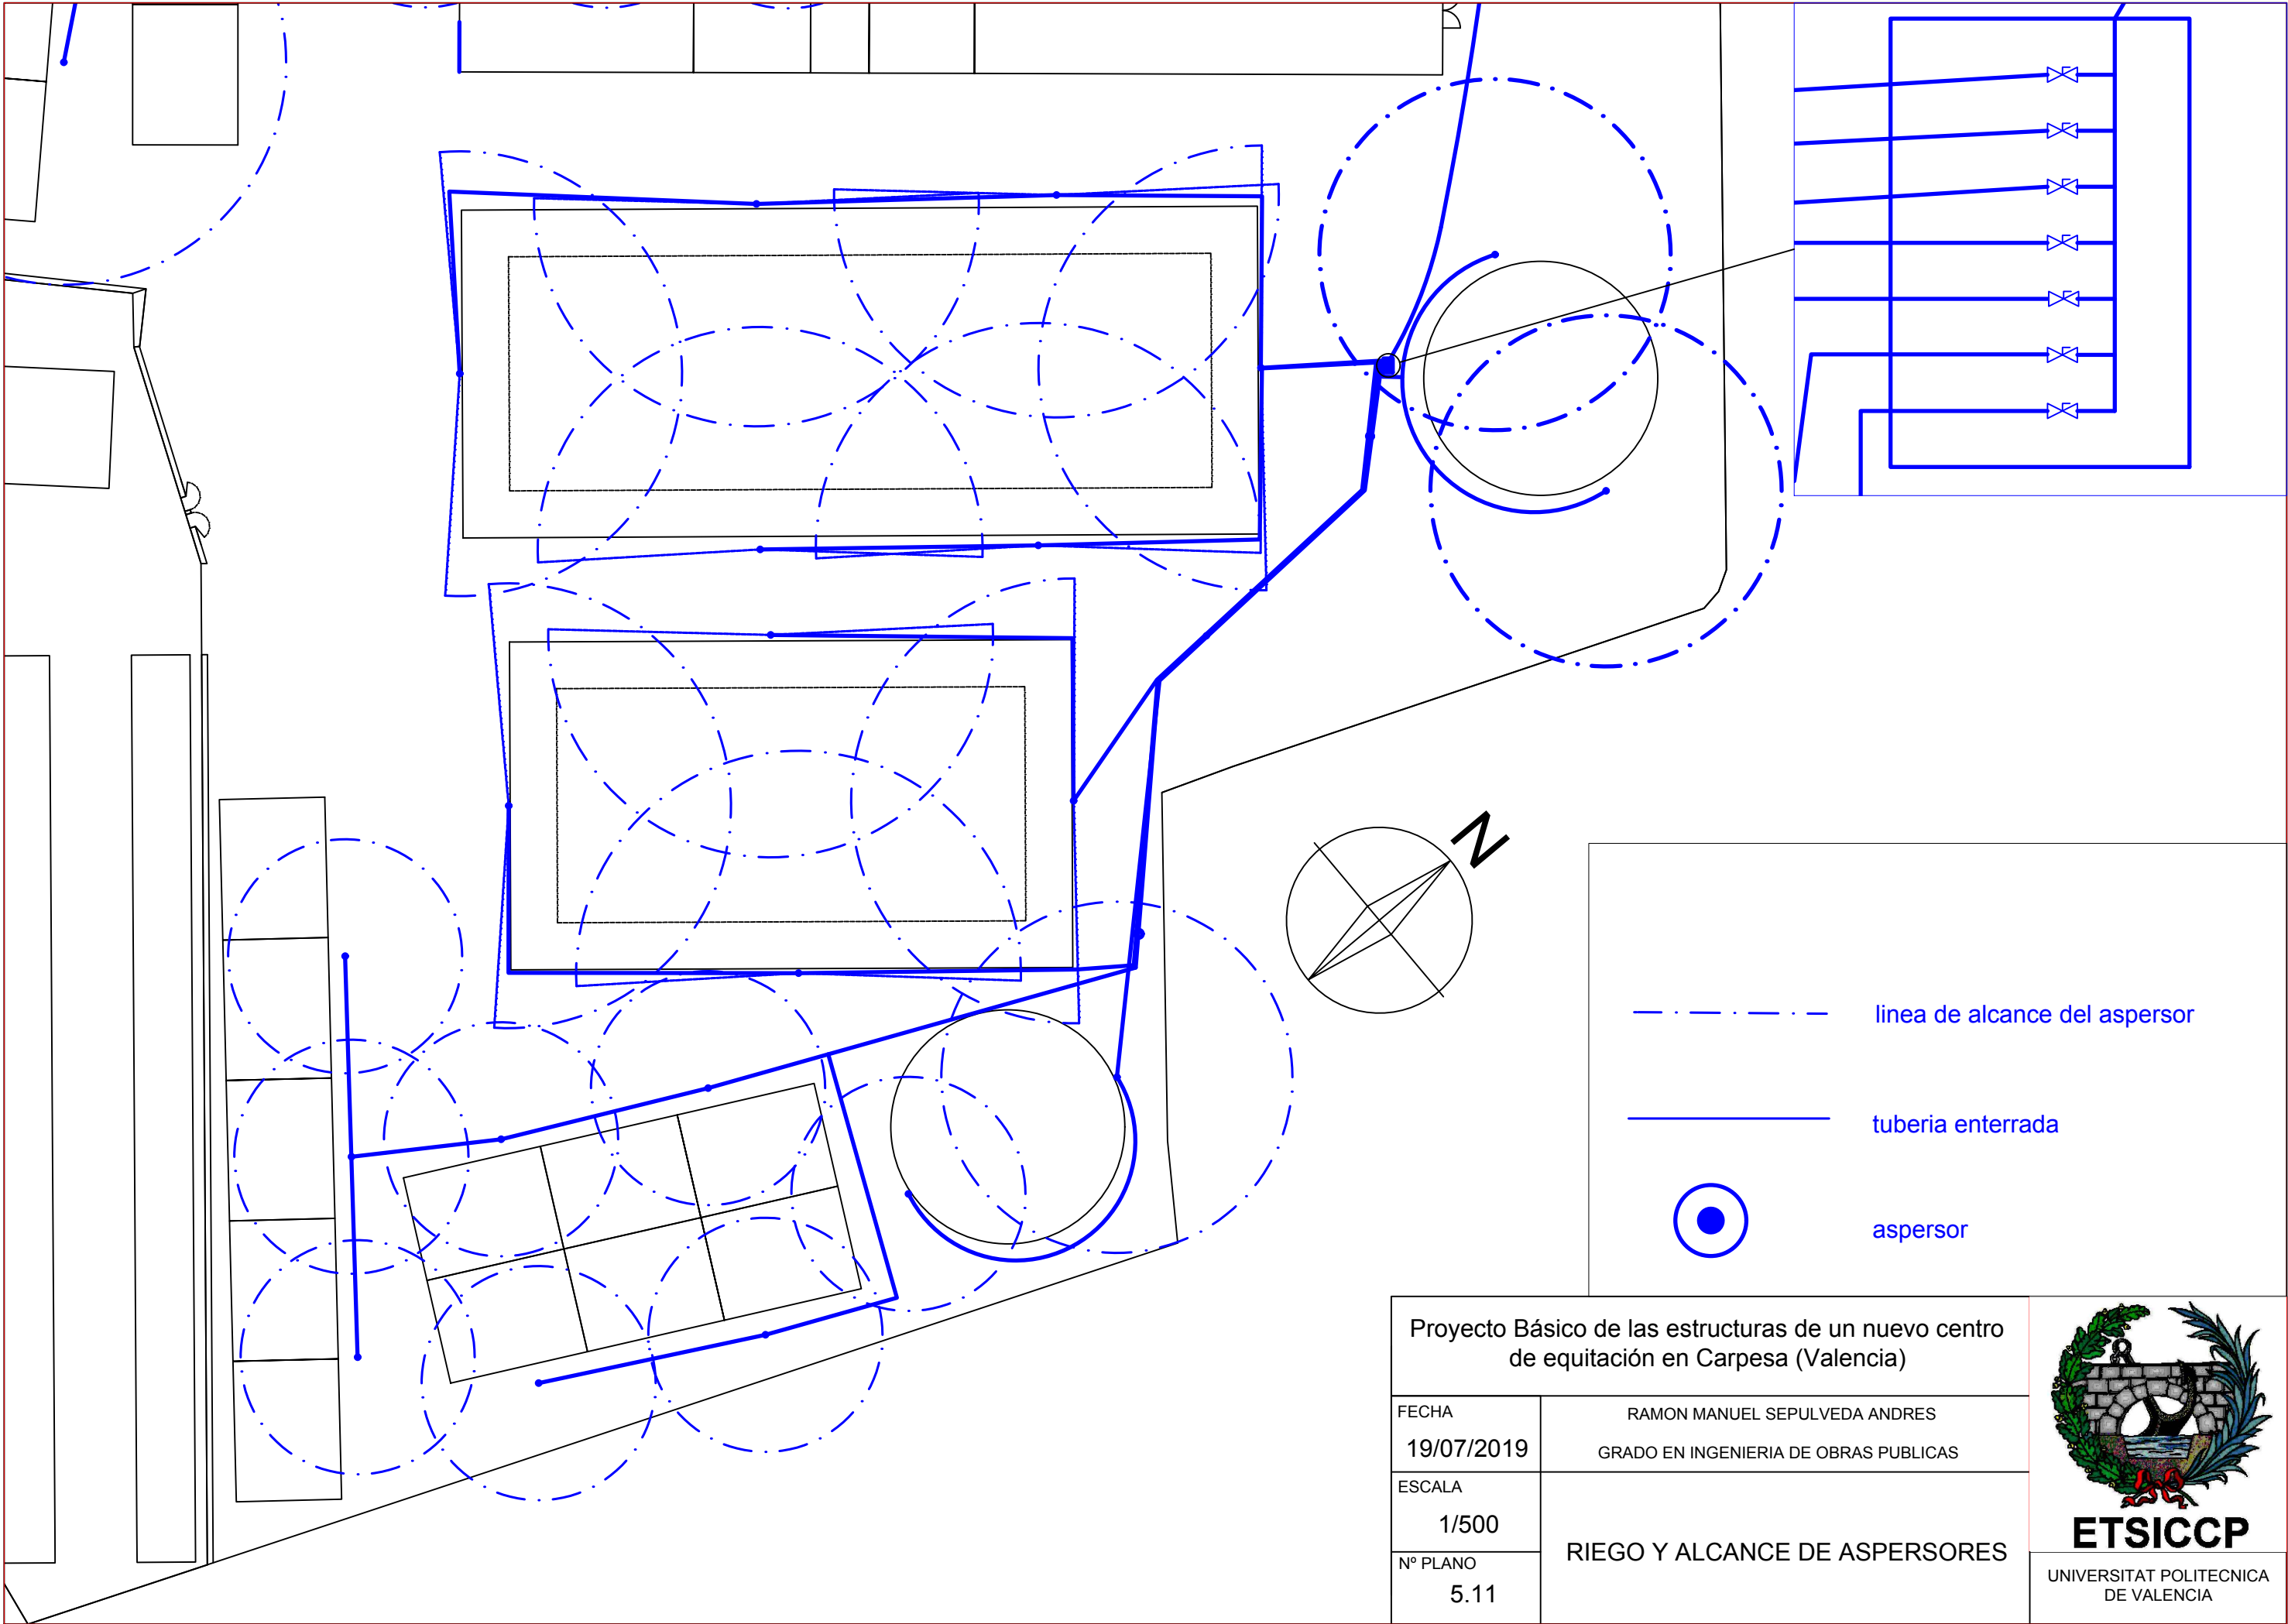 N
linea de alcance del aspersor
tuberia enterrada
aspersor
Proyecto Básico de las estructuras de un nuevo centro
de equitación en Carpesa (Valencia)
FECHA
19/07/2019
RAMON MANUEL SEPULVEDA ANDRES
GRADO EN INGENIERIA DE OBRAS PUBLICAS
ESCALA
1/500
Nº PLANO
5.11
RIEGO Y ALCANCE DE ASPERSORES
ETSICCP
UNIVERSITAT POLITECNICA
DE VALENCIA